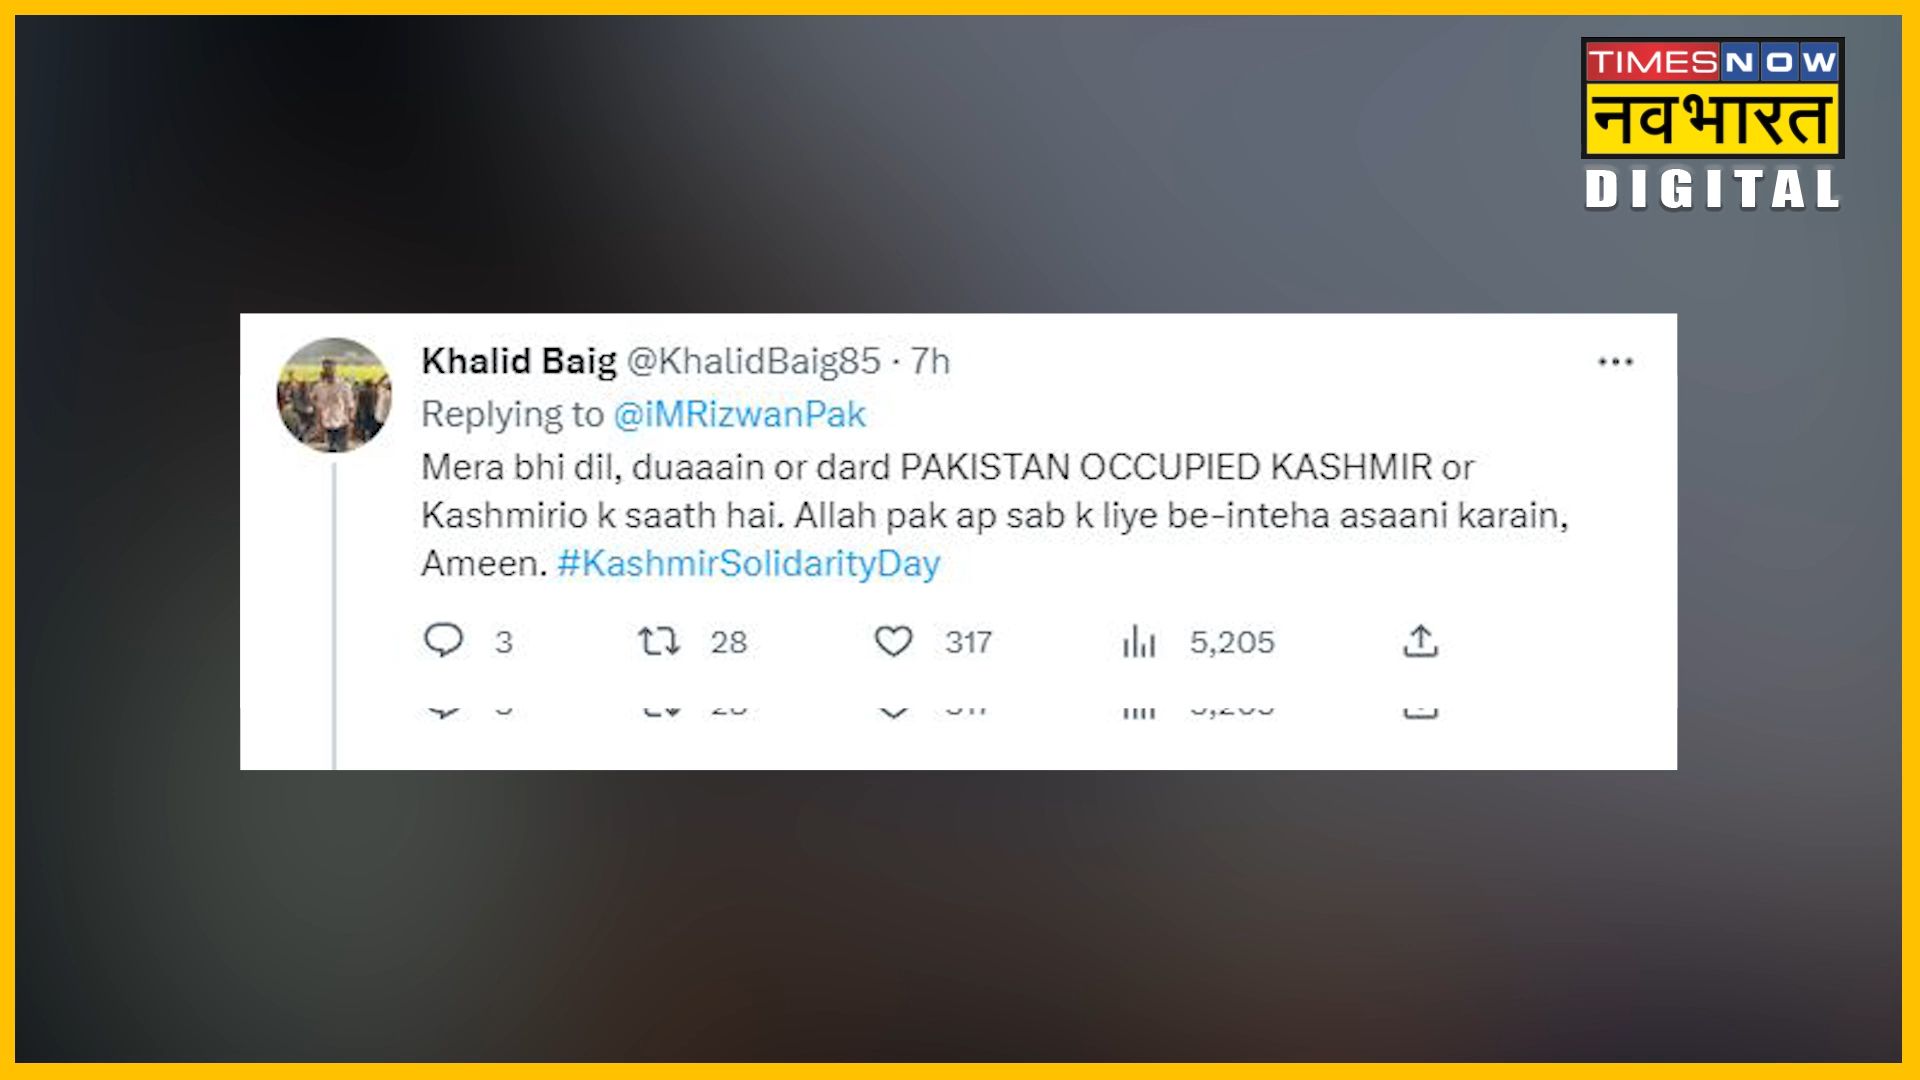 TIMES NOW
नवभारत
DIGITAL
Khalid Baig @KhalidBaig85 · 7h
Replying to @iMRizwanPak
Mera bhi dil, duaaain or dard PAKISTAN OCCUPIED KASHMIR or
Kashmirio k saath hai. Allah pak ap sab k liye be-inteha asaani karain,
Ameen. #KashmirSolidarityDay
3 28 317 5,205